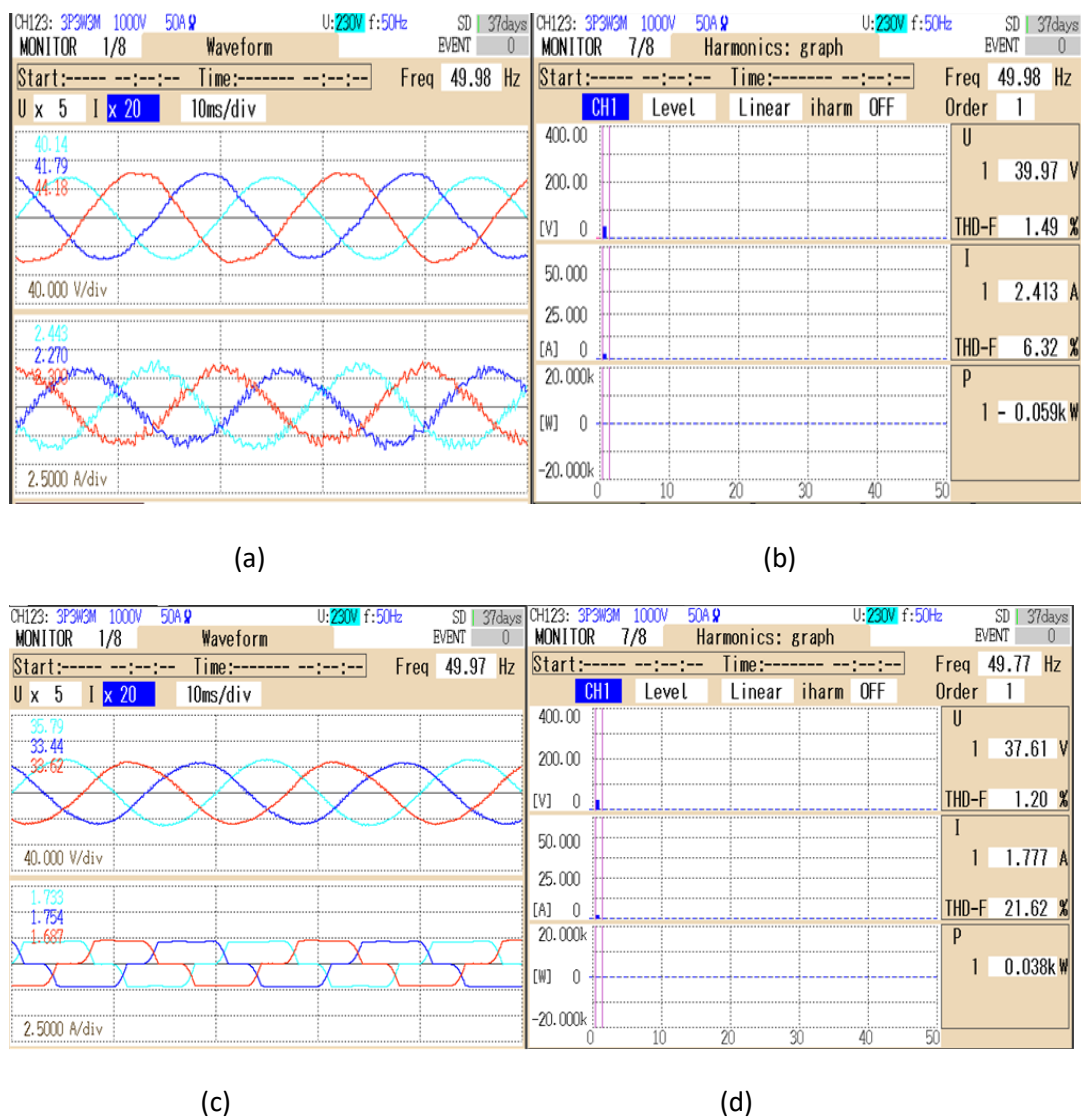 CH123: 3P3W3M 1000V 50A U:230V f:50Hz SD 37days
MONITOR 1/8 Waveform EVENT 0
Start:----- --:--:-- Time:------- --:--:-- Freq 49.98 Hz
U x 5 I x 20 10ms/div
40.14
41.79
44.18
40.000 V/div
2.443
2.270
2.5000 A/div
(a)
CH123: 3P3W3M 1000V 50A U:230V f:50Hz SD 37days
MONITOR 7/8 Harmonics: graph EVENT 0
Start:----- --:--:-- Time:------- --:--:-- Freq 49.98 Hz
CH1 Level Linear iharm OFF Order 1
400.00
200.00
[V] 0
U
1 39.97 V
THD-F 1.49 %
50.000
25.000
[A] 0
I
1 2.413 A
THD-F 6.32 %
20.000k
[W] 0
-20.000k
P
1 - 0.059k W
0 10 20 30 40 50
(b)
CH123: 3P3W3M 1000V 50A U:230V f:50Hz SD 37days
MONITOR 1/8 Waveform EVENT 0
Start:----- --:--:-- Time:------- --:--:-- Freq 49.97 Hz
U x 5 I x 20 10ms/div
35.79
33.44
33.62
40.000 V/div
1.733
1.754
1.687
2.5000 A/div
(c)
CH123: 3P3W3M 1000V 50A U:230V f:50Hz SD 37days
MONITOR 7/8 Harmonics: graph EVENT 0
Start:----- --:--:-- Time:------- --:--:-- Freq 49.77 Hz
CH1 Level Linear iharm OFF Order 1
400.00
200.00
[V] 0
U
1 37.61 V
THD-F 1.20 %
50.000
25.000
[A] 0
I
1 1.777 A
THD-F 21.62 %
20.000k
[W] 0
-20.000k
P
1 0.038k W
0 10 20 30 40 50
(d)